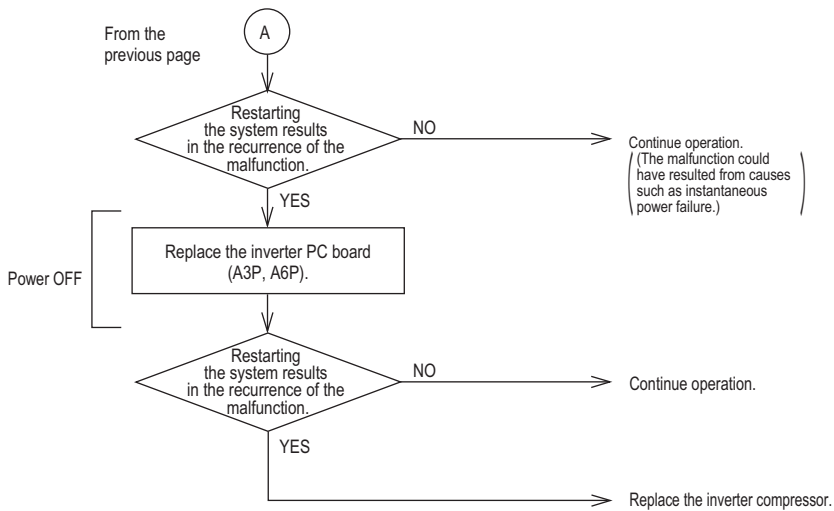 From the
previous page
A
Restarting
the system results
in the recurrence of the
malfunction.
NO
Continue operation.
(The malfunction could
have resulted from causes
such as instantaneous
power failure.)
YES
Power OFF
Replace the inverter PC board
(A3P, A6P).
Restarting
the system results
in the recurrence of the
malfunction.
NO
Continue operation.
YES
Replace the inverter compressor.